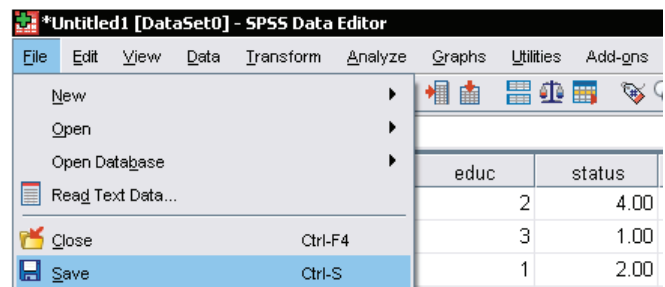 *Untitled1 [DataSet0] - SPSS Data Editor
File Edit View Data Transform Analyze Graphs Utilities Add-ons
New
Open
Open Database
Read Text Data...
Close Ctrl-F4
Save Ctrl-S
educ status
2 4.00
3 1.00
1 2.00